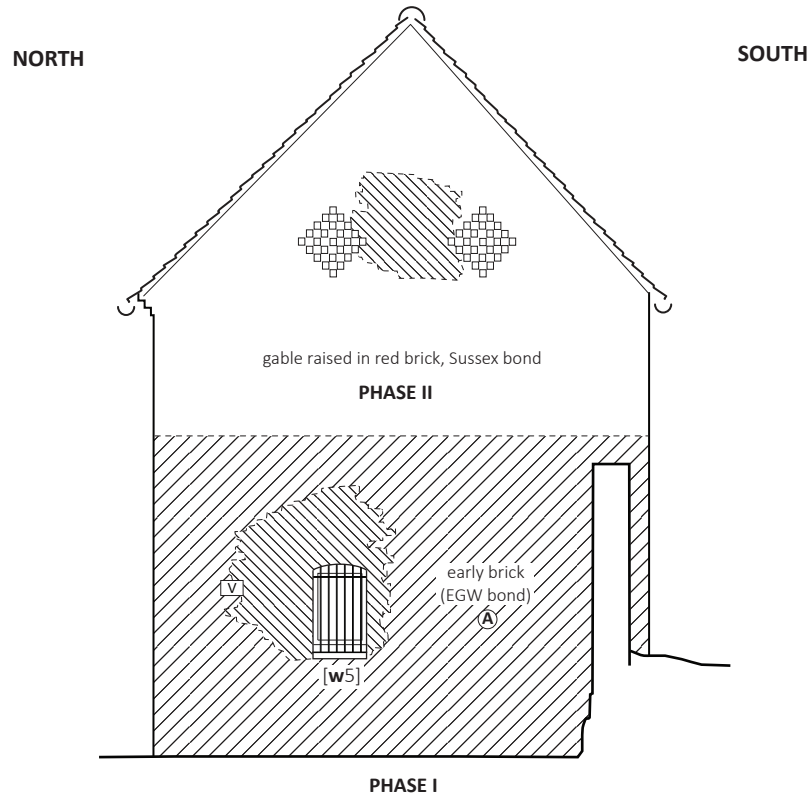 NORTH
SOUTH
gable raised in red brick, Sussex bond
PHASE II
early brick
(EGW bond)
A
V
[w5]
PHASE I